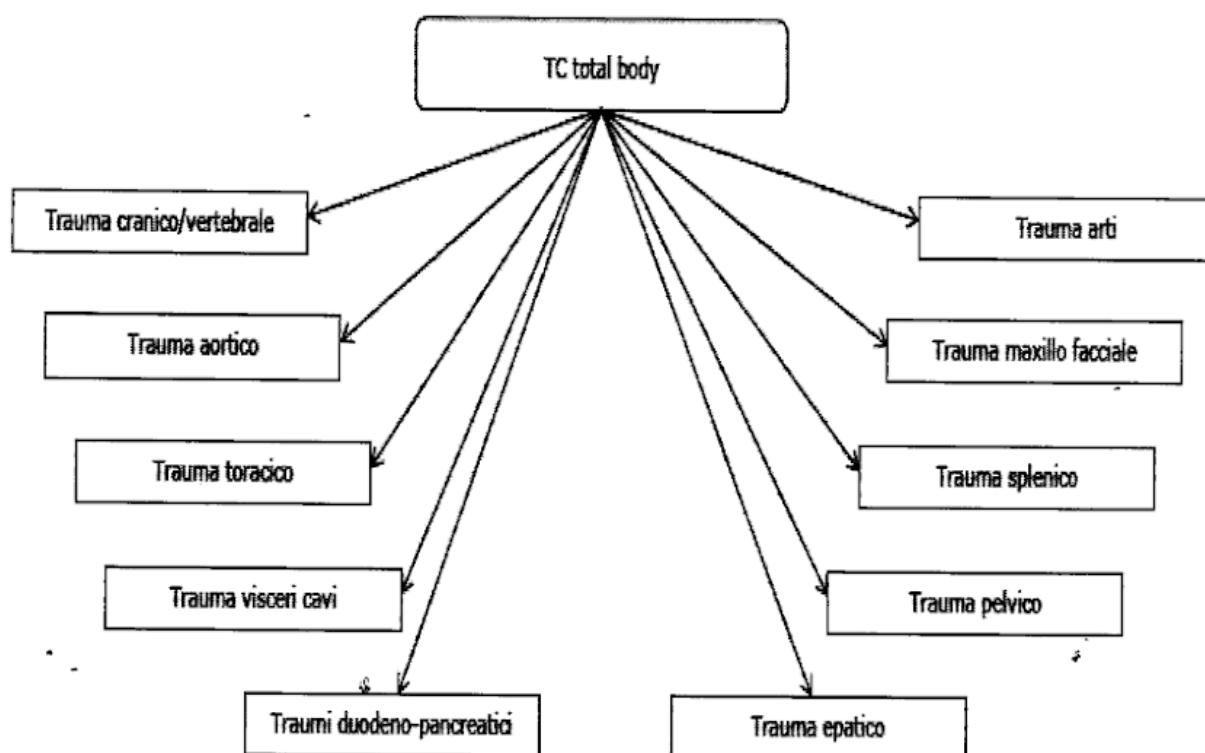 TC total body
Trauma cranico/vertebrale
Trauma arti
Trauma aortico
Trauma maxillo facciale
Trauma toracico
Trauma splenico
Trauma visceri cavi
Trauma pelvico
Traumi duodeno-pancreatici
Trauma epatico